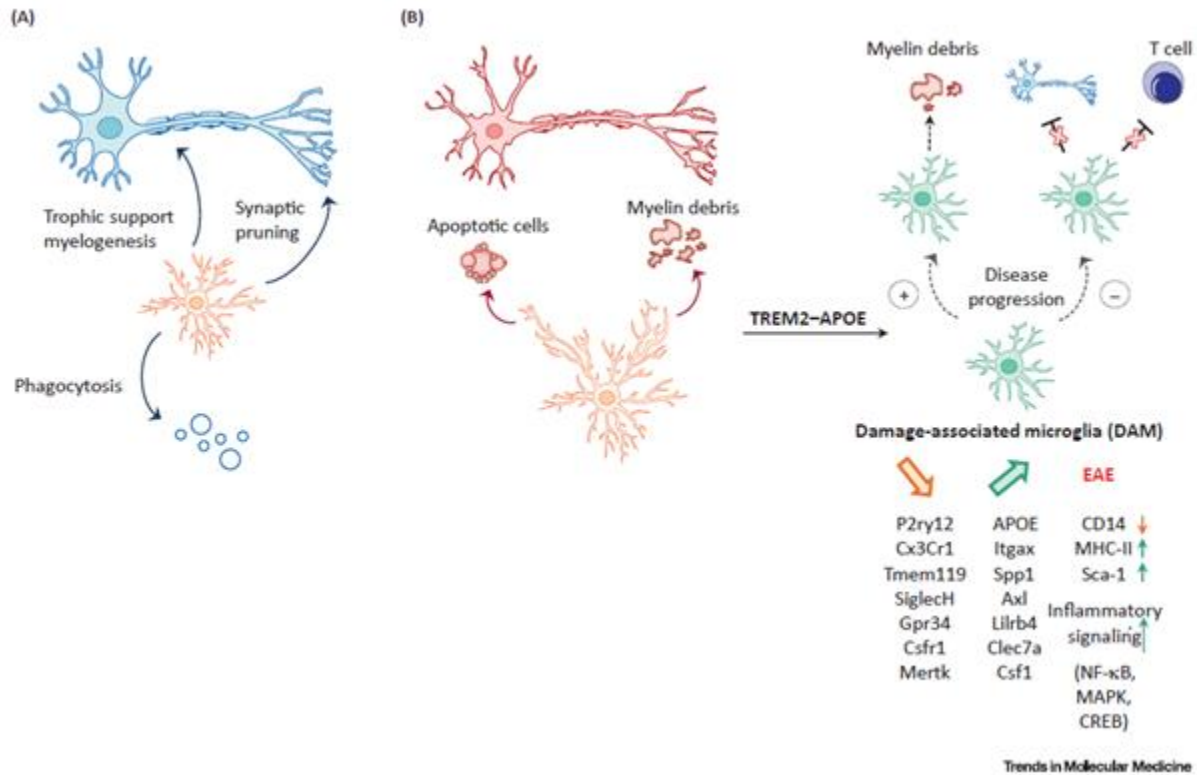 (A)
Trophic support
myelogenesis
Synaptic
pruning
Phagocytosis
(B)
Apoptotic cells
Myelin debris
TREM2–APOE
Myelin debris
T cell
+
Disease
progression
–
Damage-associated microglia (DAM)
EAE
P2ry12
Cx3Cr1
Tmem119
SiglecH
Gpr34
Csfr1
Mertk
APOE
Itgax
Spp1
Axl
Lilrb4
Clec7a
Csf1
CD14
MHC-II
Sca-1
Inflammatory
signaling
(NF-κB,
MAPK,
CREB)
Trends in Molecular Medicine